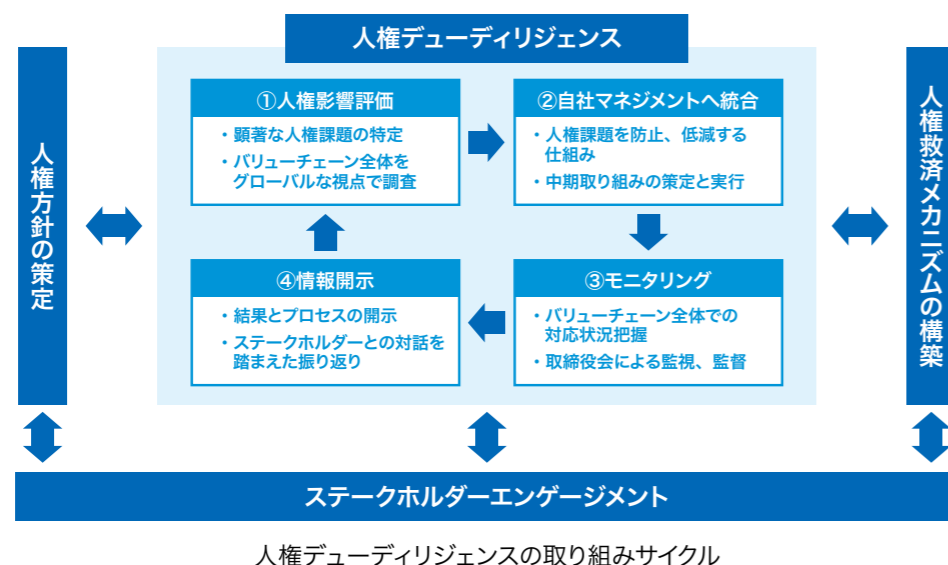 人権デューディリジェンス
人権方針の策定
①人権影響評価
・顕著な人権課題の特定
・バリューチェーン全体を
グローバルな視点で調査
②自社マネジメントへ統合
・人権課題を防止、低減する
仕組み
・中期取り組みの策定と実行
④情報開示
・結果とプロセスの開示
・ステークホルダーとの対話を
踏まえた振り返り
③モニタリング
・バリューチェーン全体での
対応状況把握
・取締役会による監視、監督
人権救済メカニズムの構築
ステークホルダーエンゲージメント
人権デューディリジェンスの取り組みサイクル